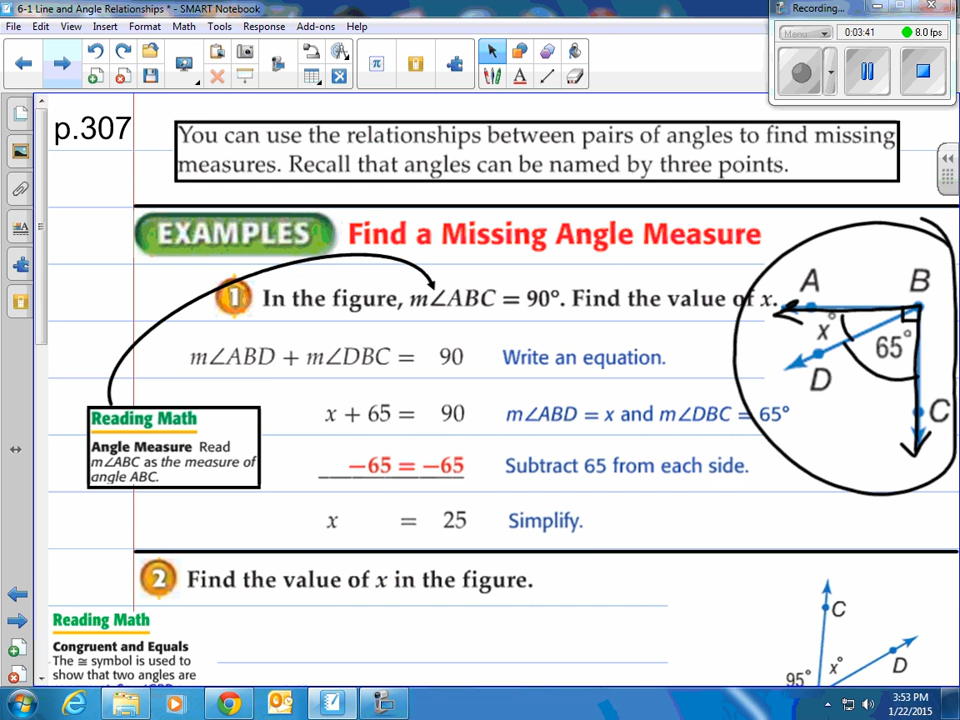 6-1 Line and Angle Relationships * - SMART Notebook
Recording...
File Edit View Insert Format Math Tools Response Add-ons Help
Menu 0:03:41 8.0 fps
p.307
You can use the relationships between pairs of angles to find missing
measures. Recall that angles can be named by three points.
EXAMPLES Find a Missing Angle Measure
1 In the figure, m∠ABC = 90°. Find the value of x.
A B
x° 65°
D
C
m∠ABD + m∠DBC = 90 Write an equation.
x + 65 = 90 m∠ABD = x and m∠DBC = 65°
−65 = −65 Subtract 65 from each side.
x = 25 Simplify.
Reading Math
Angle Measure Read
m∠ABC as the measure of
angle ABC.
2 Find the value of x in the figure.
Reading Math
Congruent and Equals
The ≅ symbol is used to
show that two angles are
C
D
95° x°
3:53 PM
1/22/2015